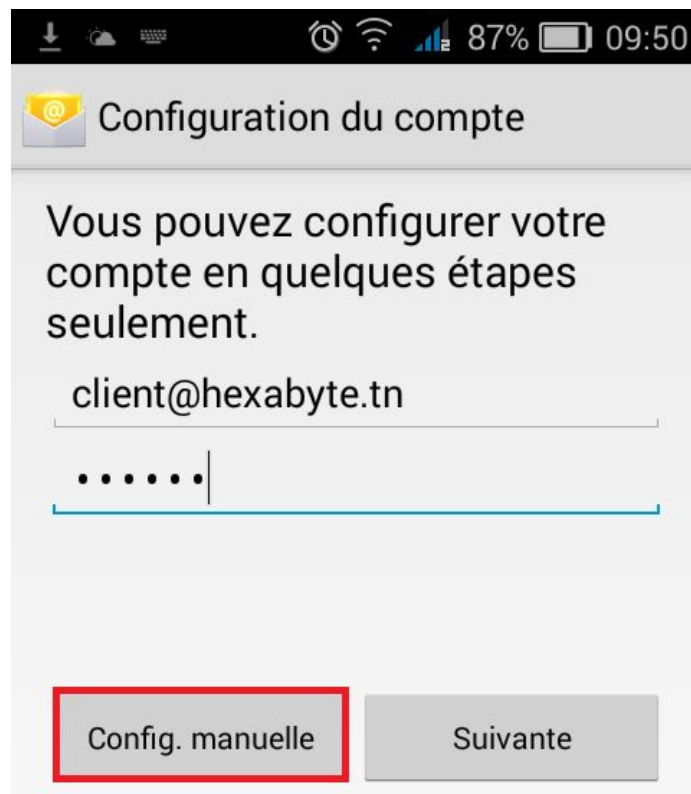 87% 09:50
Configuration du compte
Vous pouvez configurer votre
compte en quelques étapes
seulement.
client@hexabyte.tn
••••••
Config. manuelle Suivante